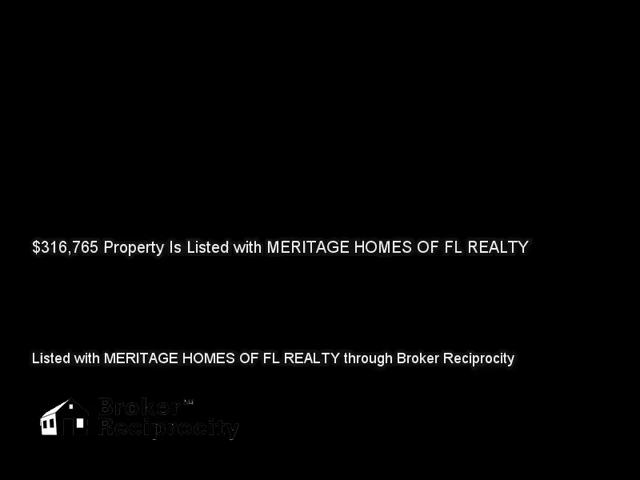 $316,765 Property Is Listed with MERITAGE HOMES OF FL REALTY
Listed with MERITAGE HOMES OF FL REALTY through Broker Reciprocity
Broker™
Reciprocity